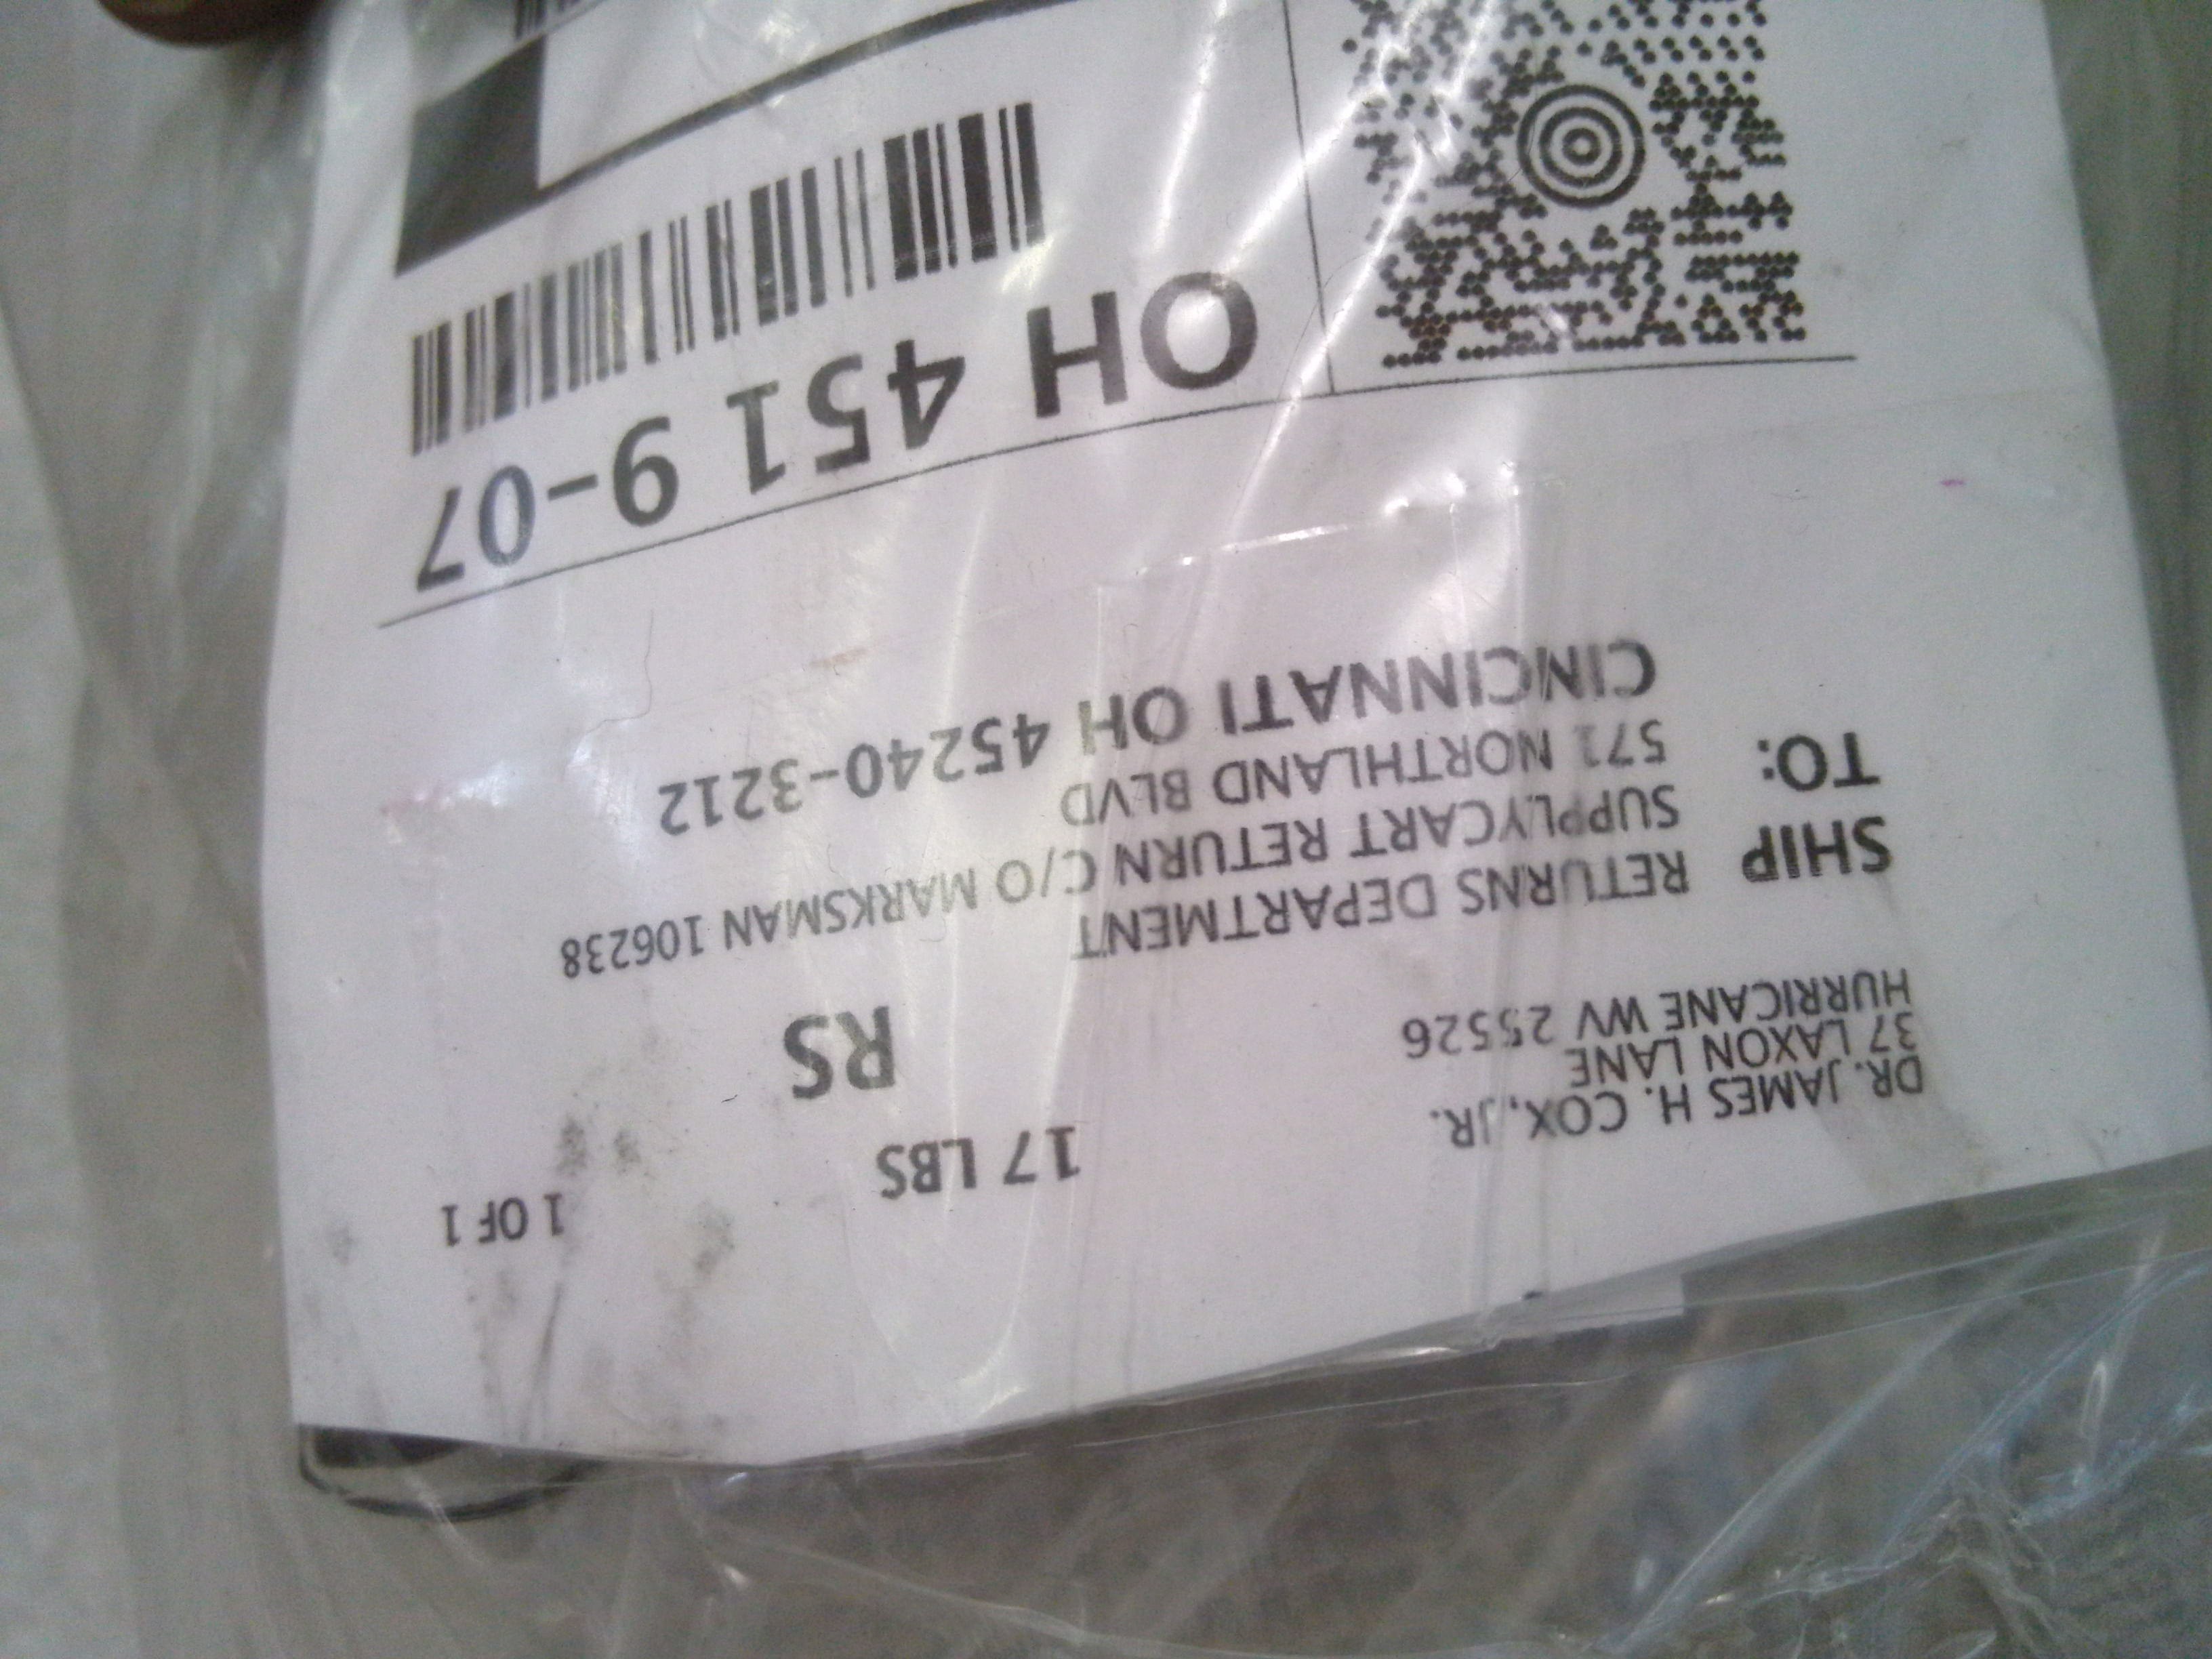 DR. JAMES H. COX, JR.
37 LAXON LANE
HURRICANE WV 25526
17 LBS
1 OF 1
RS
SHIP
TO:
RETURNS DEPARTMENT
SUPPLYCART RETURN C/O MARKSMAN 106238
571 NORTHLAND BLVD
CINCINNATI OH 45240-3212
OH 451 9-07